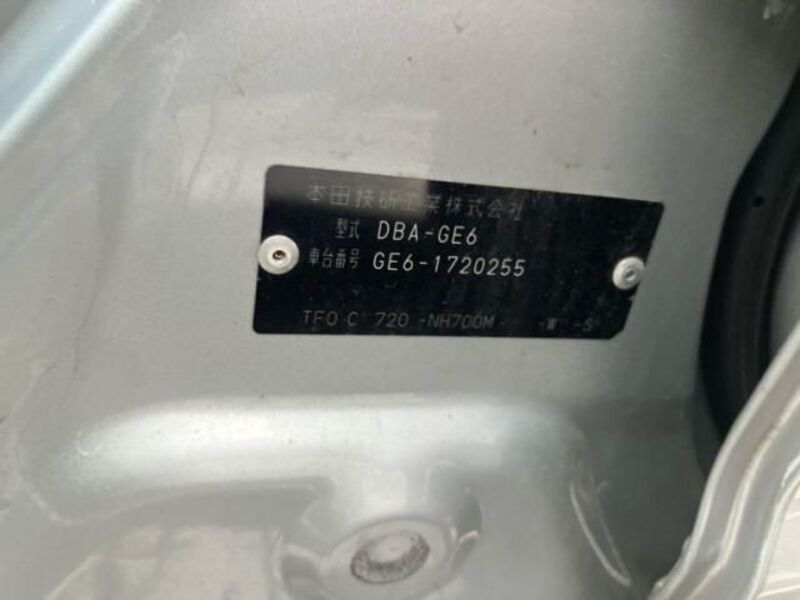 本田技研工業株式会社
型式 DBA-GE6
車台番号 GE6-1720255
TF0 C 720 -NH700M -W -S